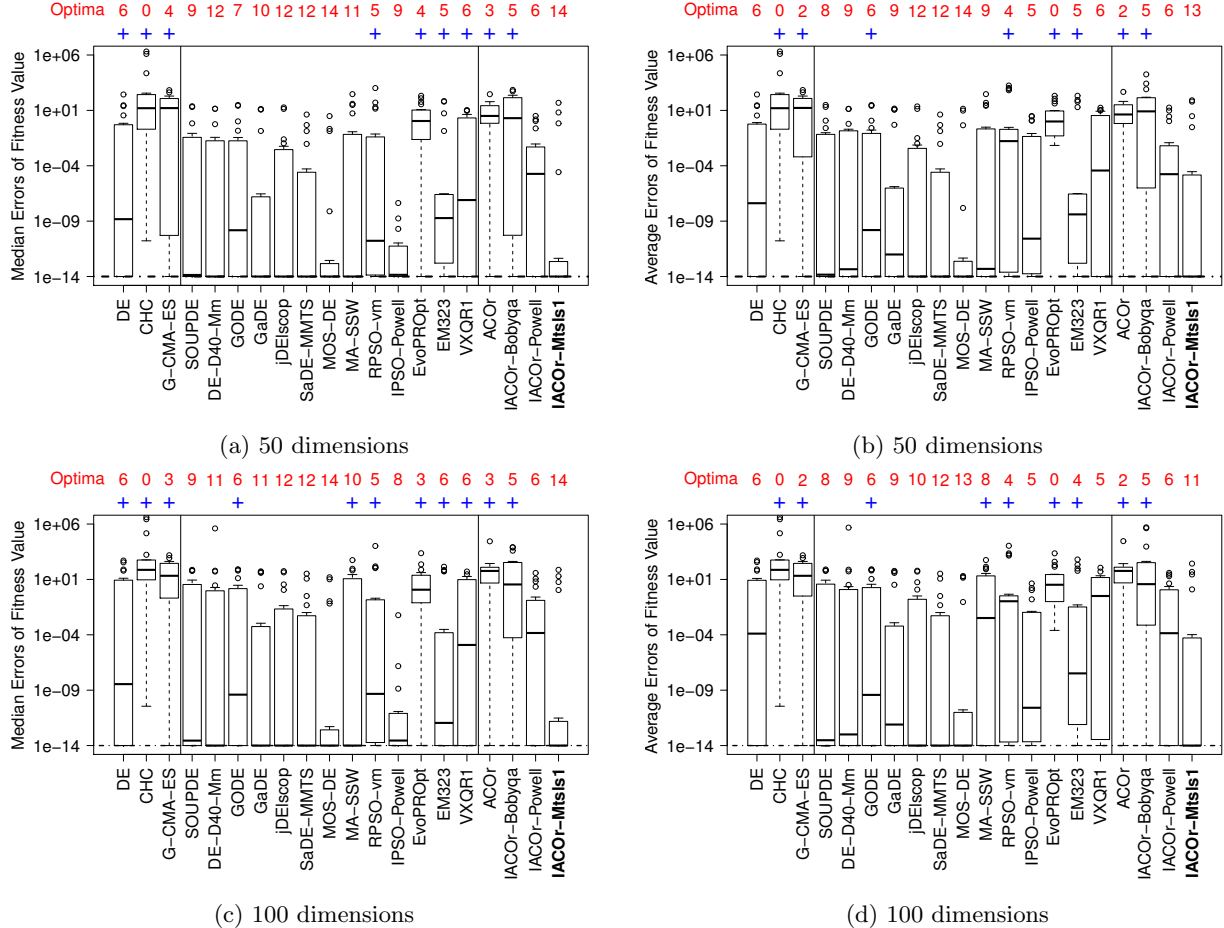 Optima 6 0 4 9 12 7 10 12 12 14 11 5 9 4 6 6 3 5 6 14
+ + + + + + + + +
Median Errors of Fitness Value
1e+06
1e+01
1e−04
1e−09
1e−14
DE
CHC
G−CMA−ES
SOUPDE
DE−D40−Mm
GODE
GaDE
jDElscop
SaDE−MMTS
MOS−DE
MA−SSW
RPSO−vm
IPSO−Powell
EvoPROpt
EM323
VXQR1
ACOr
IACOr−Bobyqa
IACOr−Powell
IACOr−Mtsls1
(a) 50 dimensions
Optima 6 0 2 8 9 6 9 11 12 14 9 4 5 0 5 6 2 5 6 13
+ + + + + + + +
Average Errors of Fitness Value
1e+06
1e+01
1e−04
1e−09
1e−14
DE
CHC
G−CMA−ES
SOUPDE
DE−D40−Mm
GODE
GaDE
jDElscop
SaDE−MMTS
MOS−DE
MA−SSW
RPSO−vm
IPSO−Powell
EvoPROpt
EM323
VXQR1
ACOr
IACOr−Bobyqa
IACOr−Powell
IACOr−Mtsls1
(b) 50 dimensions
Optima 6 0 3 9 11 6 11 12 12 14 10 5 8 3 6 6 3 5 6 14
+ + + + + + + + + + +
Median Errors of Fitness Value
1e+06
1e+01
1e−04
1e−09
1e−14
DE
CHC
G−CMA−ES
SOUPDE
DE−D40−Mm
GODE
GaDE
jDElscop
SaDE−MMTS
MOS−DE
MA−SSW
RPSO−vm
IPSO−Powell
EvoPROpt
EM323
VXQR1
ACOr
IACOr−Bobyqa
IACOr−Powell
IACOr−Mtsls1
(c) 100 dimensions
Optima 6 0 2 8 9 6 8 10 12 13 8 4 5 0 4 5 2 5 6 11
+ + + + + + + + +
Average Errors of Fitness Value
1e+06
1e+01
1e−04
1e−09
1e−14
DE
CHC
G−CMA−ES
SOUPDE
DE−D40−Mm
GODE
GaDE
jDElscop
SaDE−MMTS
MOS−DE
MA−SSW
RPSO−vm
IPSO−Powell
EvoPROpt
EM323
VXQR1
ACOr
IACOr−Bobyqa
IACOr−Powell
IACOr−Mtsls1
(d) 100 dimensions